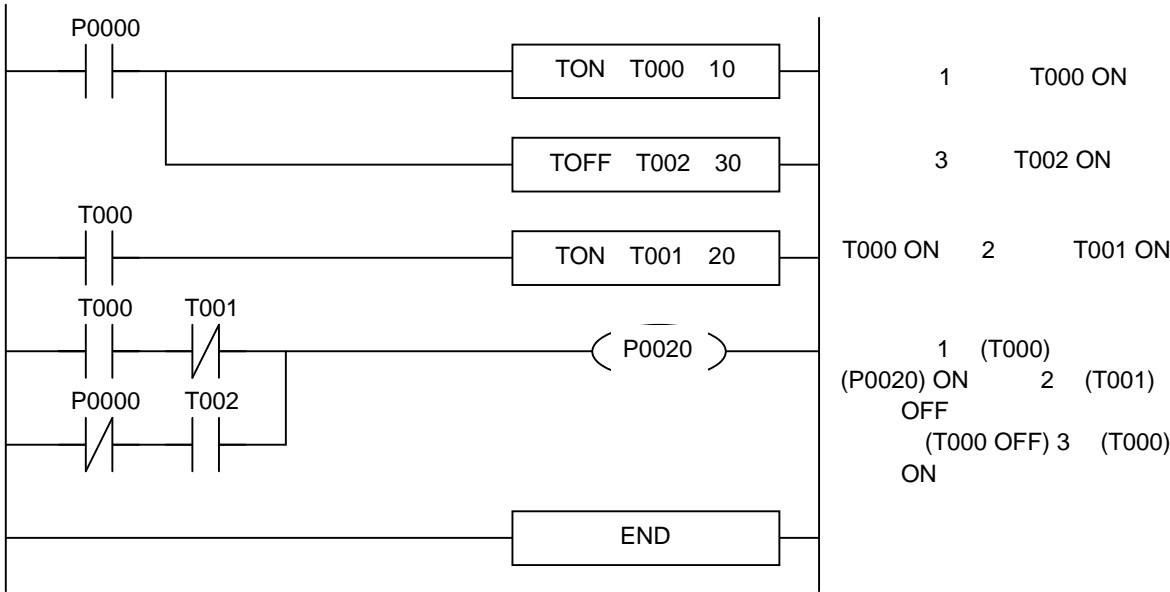 P0000
TON T000 10
1 T000 ON
TOFF T002 30
3 T002 ON
T000
TON T001 20
T000 ON 2 T001 ON
T000 T001
P0020
1 (T000)
(P0020) ON 2 (T001)
OFF
(T000 OFF) 3 (T000)
ON
P0000 T002
END